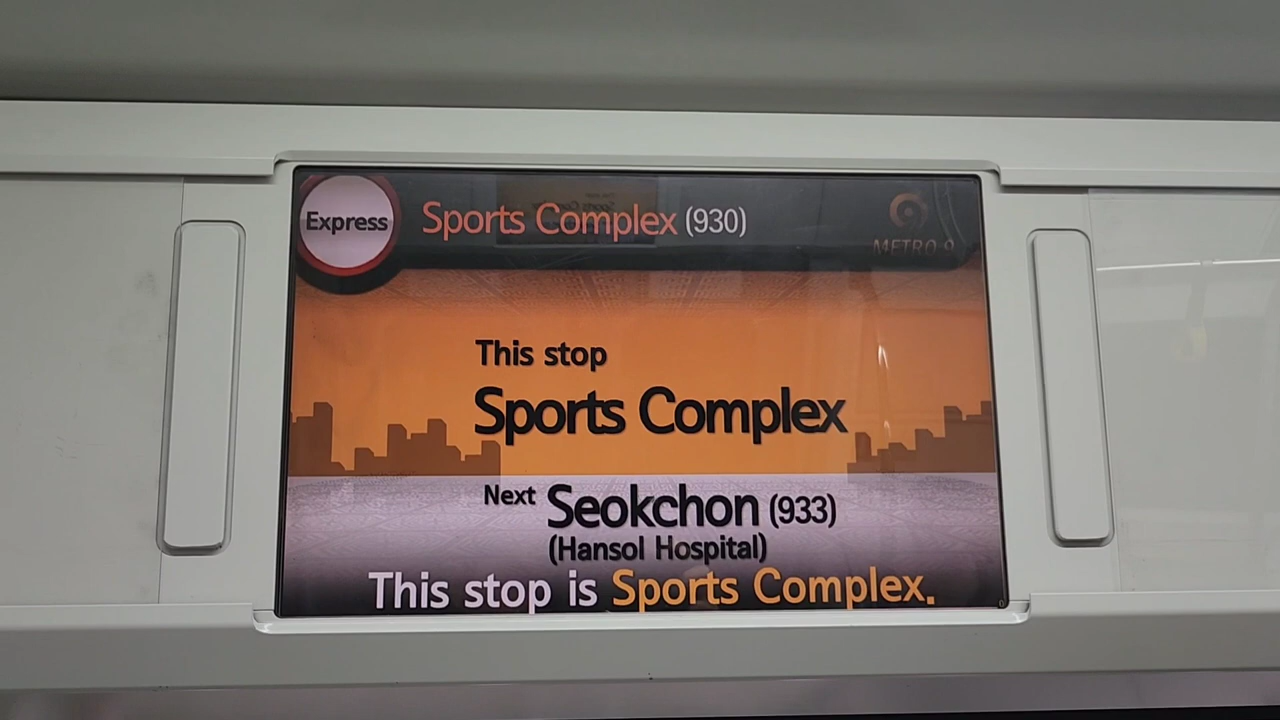 Express
Sports Complex (930)
METRO 9
This stop
Sports Complex
Next Seokchon (933)
(Hansol Hospital)
This stop is Sports Complex.